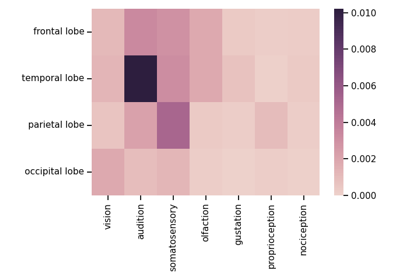 frontal lobe
temporal lobe
parietal lobe
occipital lobe
vision
audition
somatosensory
olfaction
gustation
proprioception
nociception
0.010
0.008
0.006
0.004
0.002
0.000